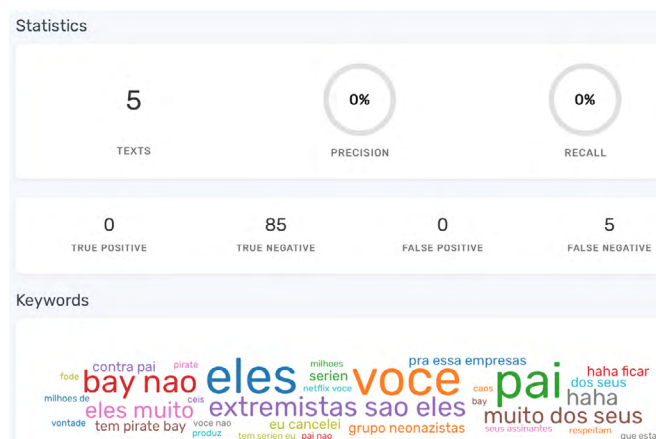 Statistics
5
0%
0%
TEXTS
PRECISION
RECALL
0
85
0
5
TRUE POSITIVE
TRUE NEGATIVE
FALSE POSITIVE
FALSE NEGATIVE
Keywords
pra essa empresas
contra pai
pirate
milhoes
haha ficar
fode
bay nao
eles
serien
voce
pai
dos seus
netflix voce
caos
haha
milhoes de
eles muito
ceis
extremistas sao eles
bay
muito dos seus
vontade
tem pirate bay
voce nao
eu cancelei
grupo neonazistas
seus assinantes
respeitam
produz
tem serien eu
pai nao
que esta